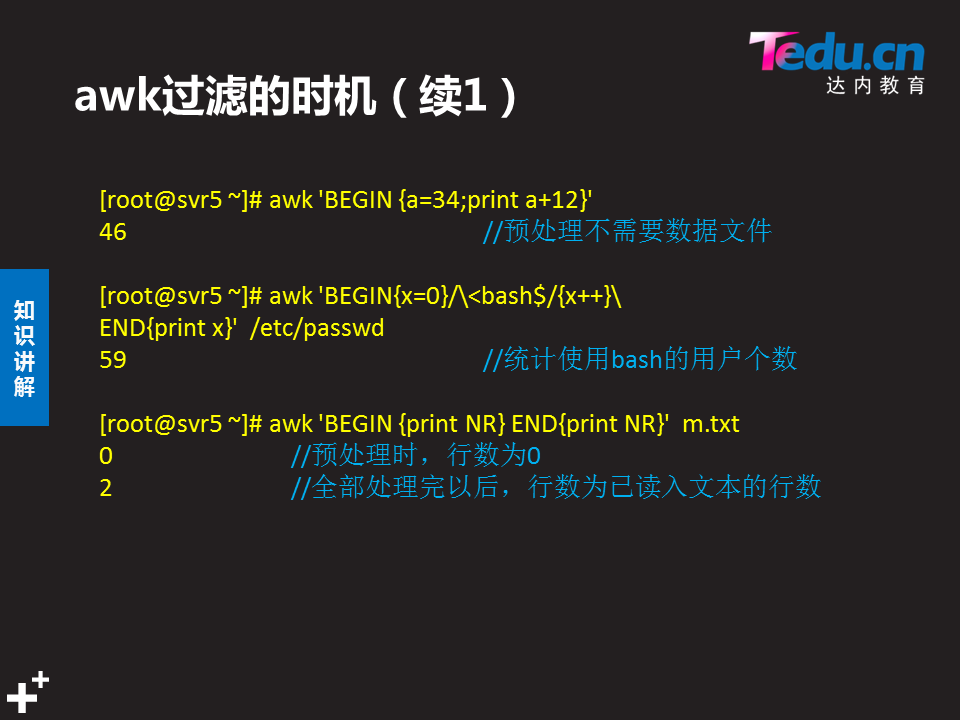 Tedu.cn
达内教育
awk过滤的时机（续1）
[root@svr5 ~]# awk 'BEGIN {a=34;print a+12}'
46 //预处理不需要数据文件
[root@svr5 ~]# awk 'BEGIN{x=0}/\<bash$/{x++}\
END{print x}' /etc/passwd
59 //统计使用bash的用户个数
[root@svr5 ~]# awk 'BEGIN {print NR} END{print NR}' m.txt
0 //预处理时，行数为0
2 //全部处理完以后，行数为已读入文本的行数
知
识
讲
解